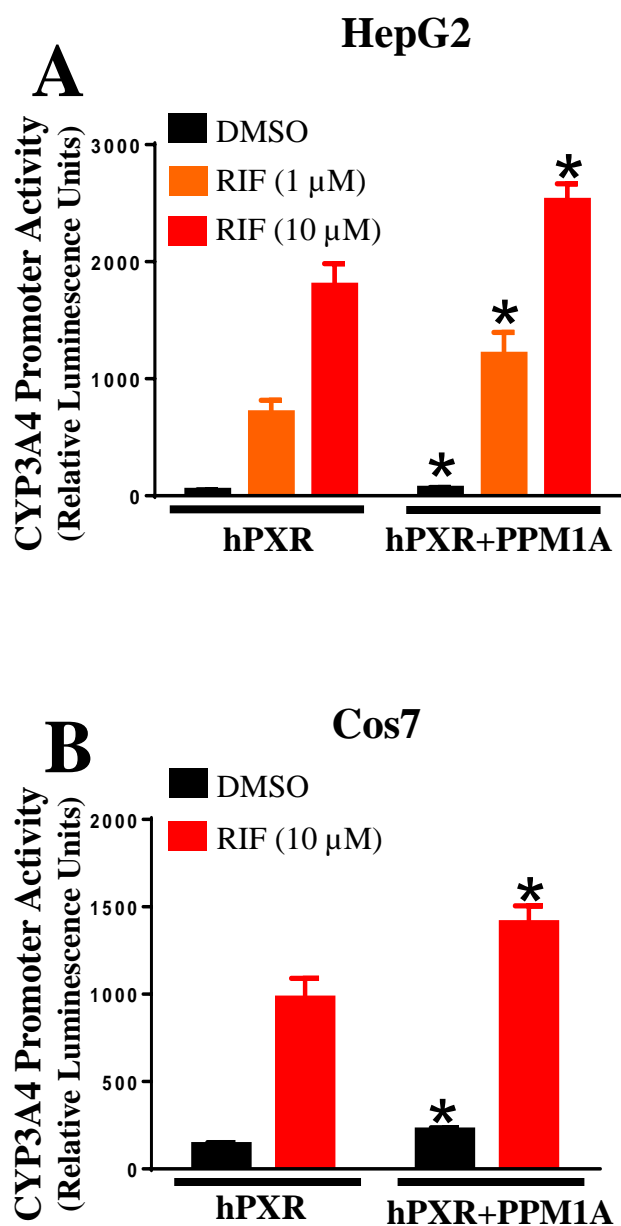 HepG2
A
DMSO
RIF (1 µM)
RIF (10 µM)
CYP3A4 Promoter Activity
(Relative Luminescence Units)
3000
2000
1000
0
*
*
*
hPXR
hPXR+PPM1A
Cos7
B
DMSO
RIF (10 µM)
CYP3A4 Promoter Activity
(Relative Luminescence Units)
2000
1500
1000
500
0
*
*
hPXR
hPXR+PPM1A